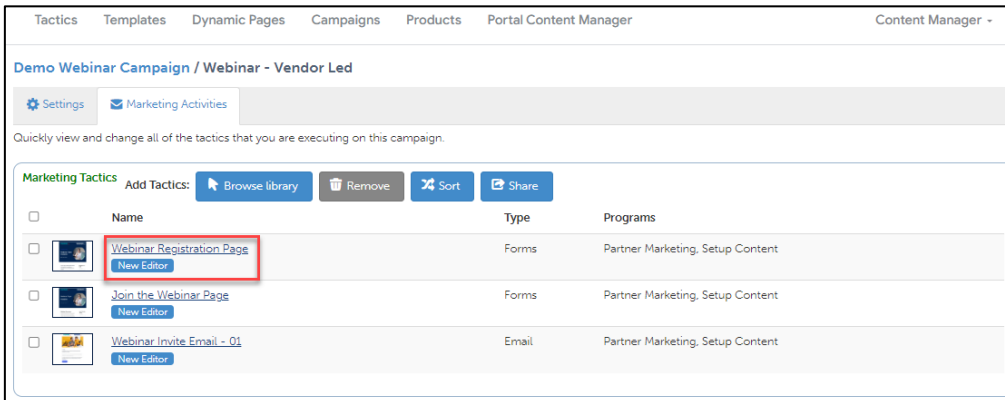 Tactics Templates Dynamic Pages Campaigns Products Portal Content Manager Content Manager
Demo Webinar Campaign / Webinar - Vendor Led
Settings Marketing Activities
Quickly view and change all of the tactics that you are executing on this campaign.
Marketing Tactics Add Tactics: Browse library Remove Sort Share
Name Type Programs
Webinar Registration Page Forms Partner Marketing, Setup Content
New Editor
Join the Webinar Page Forms Partner Marketing, Setup Content
New Editor
Webinar Invite Email - 01 Email Partner Marketing, Setup Content
New Editor